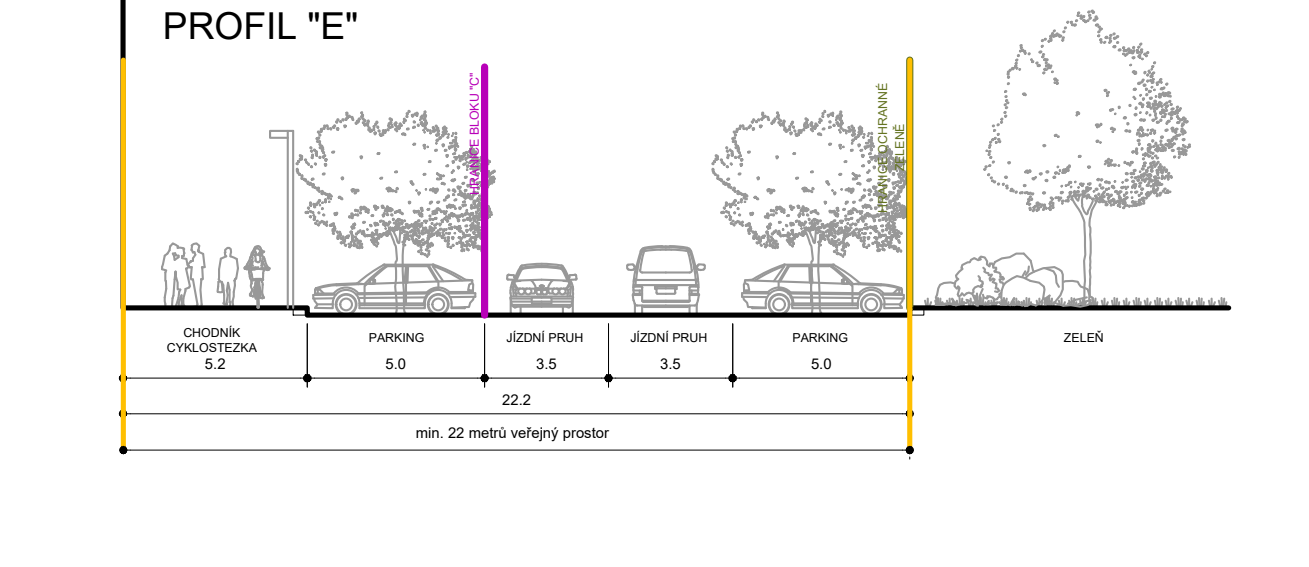 PROFIL "E"
HRANICE BLOKU "C"
HRANICE OCHRANNÉ
ZELENĚ
CHODNÍK
CYKLOSTEZKA
5.2
PARKING
5.0
JÍZDNÍ PRUH
3.5
JÍZDNÍ PRUH
3.5
PARKING
5.0
ZELEŇ
22.2
min. 22 metrů veřejný prostor